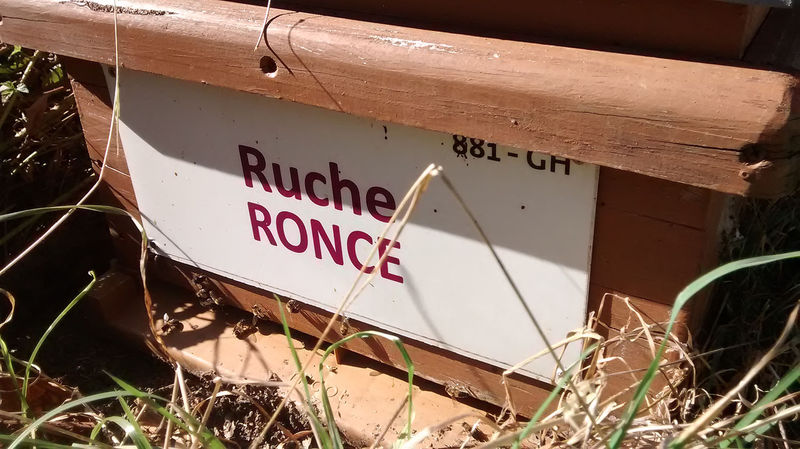 881 - GH
Ruche
RONCE